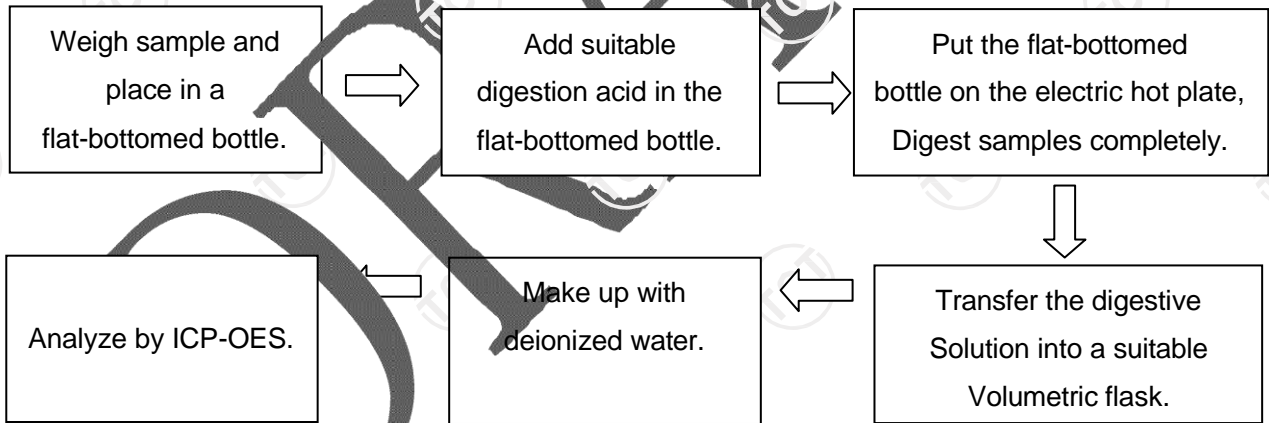 Weigh sample and
place in a
flat-bottomed bottle.
Add suitable
digestion acid in the
flat-bottomed bottle.
Put the flat-bottomed
bottle on the electric hot plate,
Digest samples completely.
Transfer the digestive
Solution into a suitable
Volumetric flask.
Make up with
deionized water.
Analyze by ICP-OES.